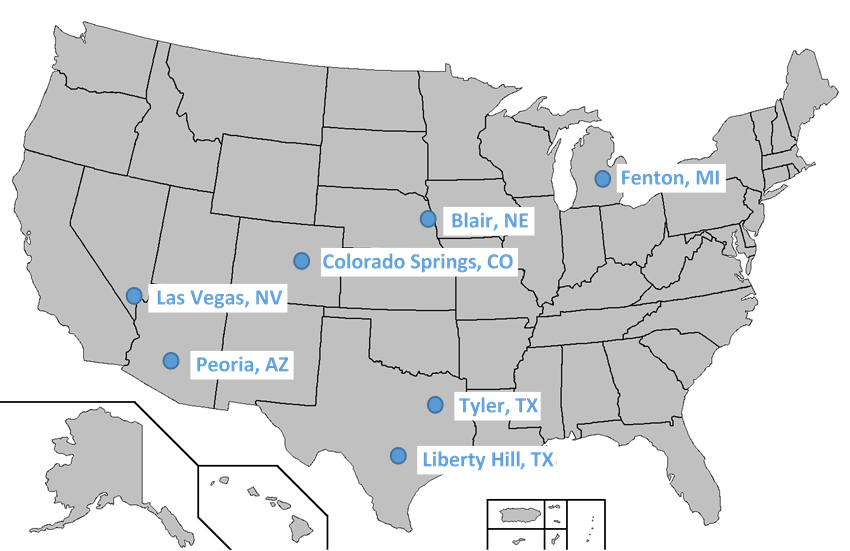 Fenton, MI
Blair, NE
Colorado Springs, CO
Las Vegas, NV
Peoria, AZ
Tyler, TX
Liberty Hill, TX